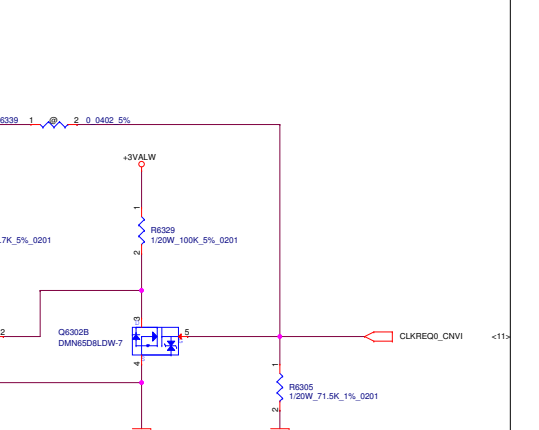 6339 1 @ 2 0_0402_5%
+3VALW
1
R6329
.7K_5%_0201 1/20W_100K_5%_0201
2
3
2 Q6302B 5 CLKREQ0_CNVI <11>
DMN65D8LDW-7
4
1
R6305
1/20W_71.5K_1%_0201
2